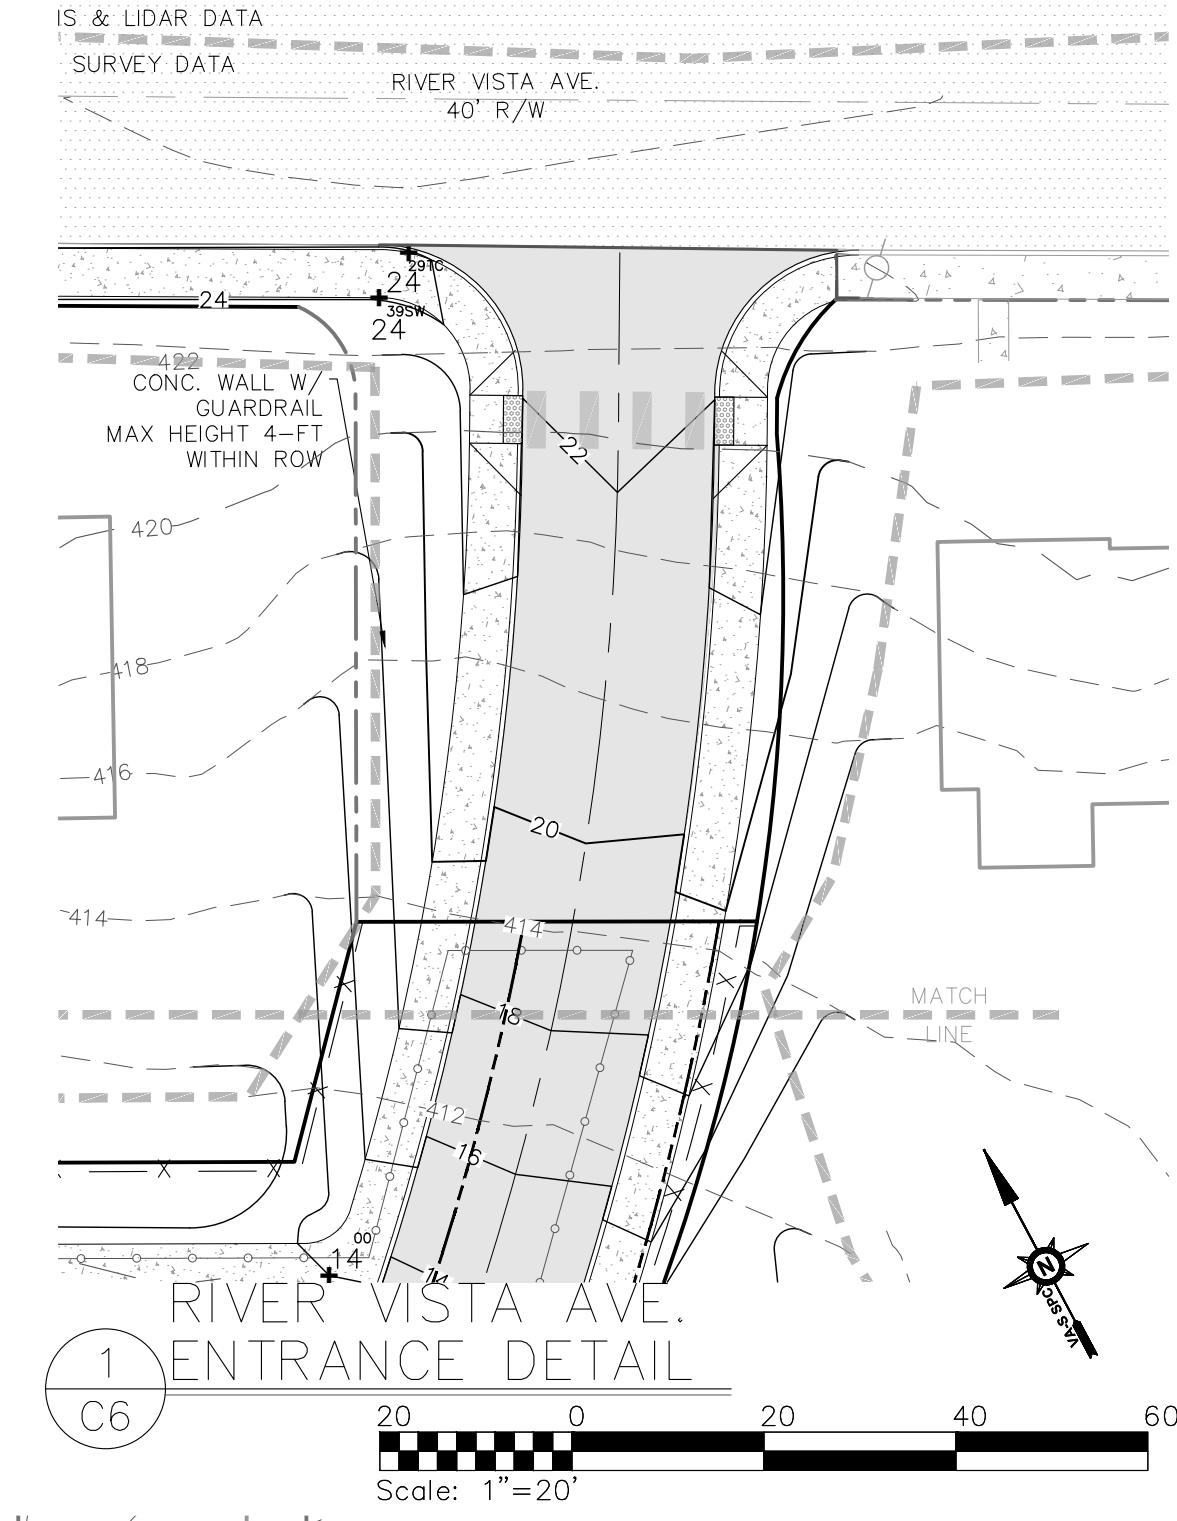 IS & LIDAR DATA
SURVEY DATA
RIVER VISTA AVE.
40' R/W
29TC
24
39SW
24
24
422
CONC. WALL W/
GUARDRAIL
MAX HEIGHT 4-FT
WITHIN ROW
22
420
418
416
20
414
414
18
MATCH
LINE
412
16
00
14
14
RIVER VISTA AVE.
ENTRANCE DETAIL
1
C6
N
VA-S SPC
20 0 20 40 60
Scale: 1"=20'